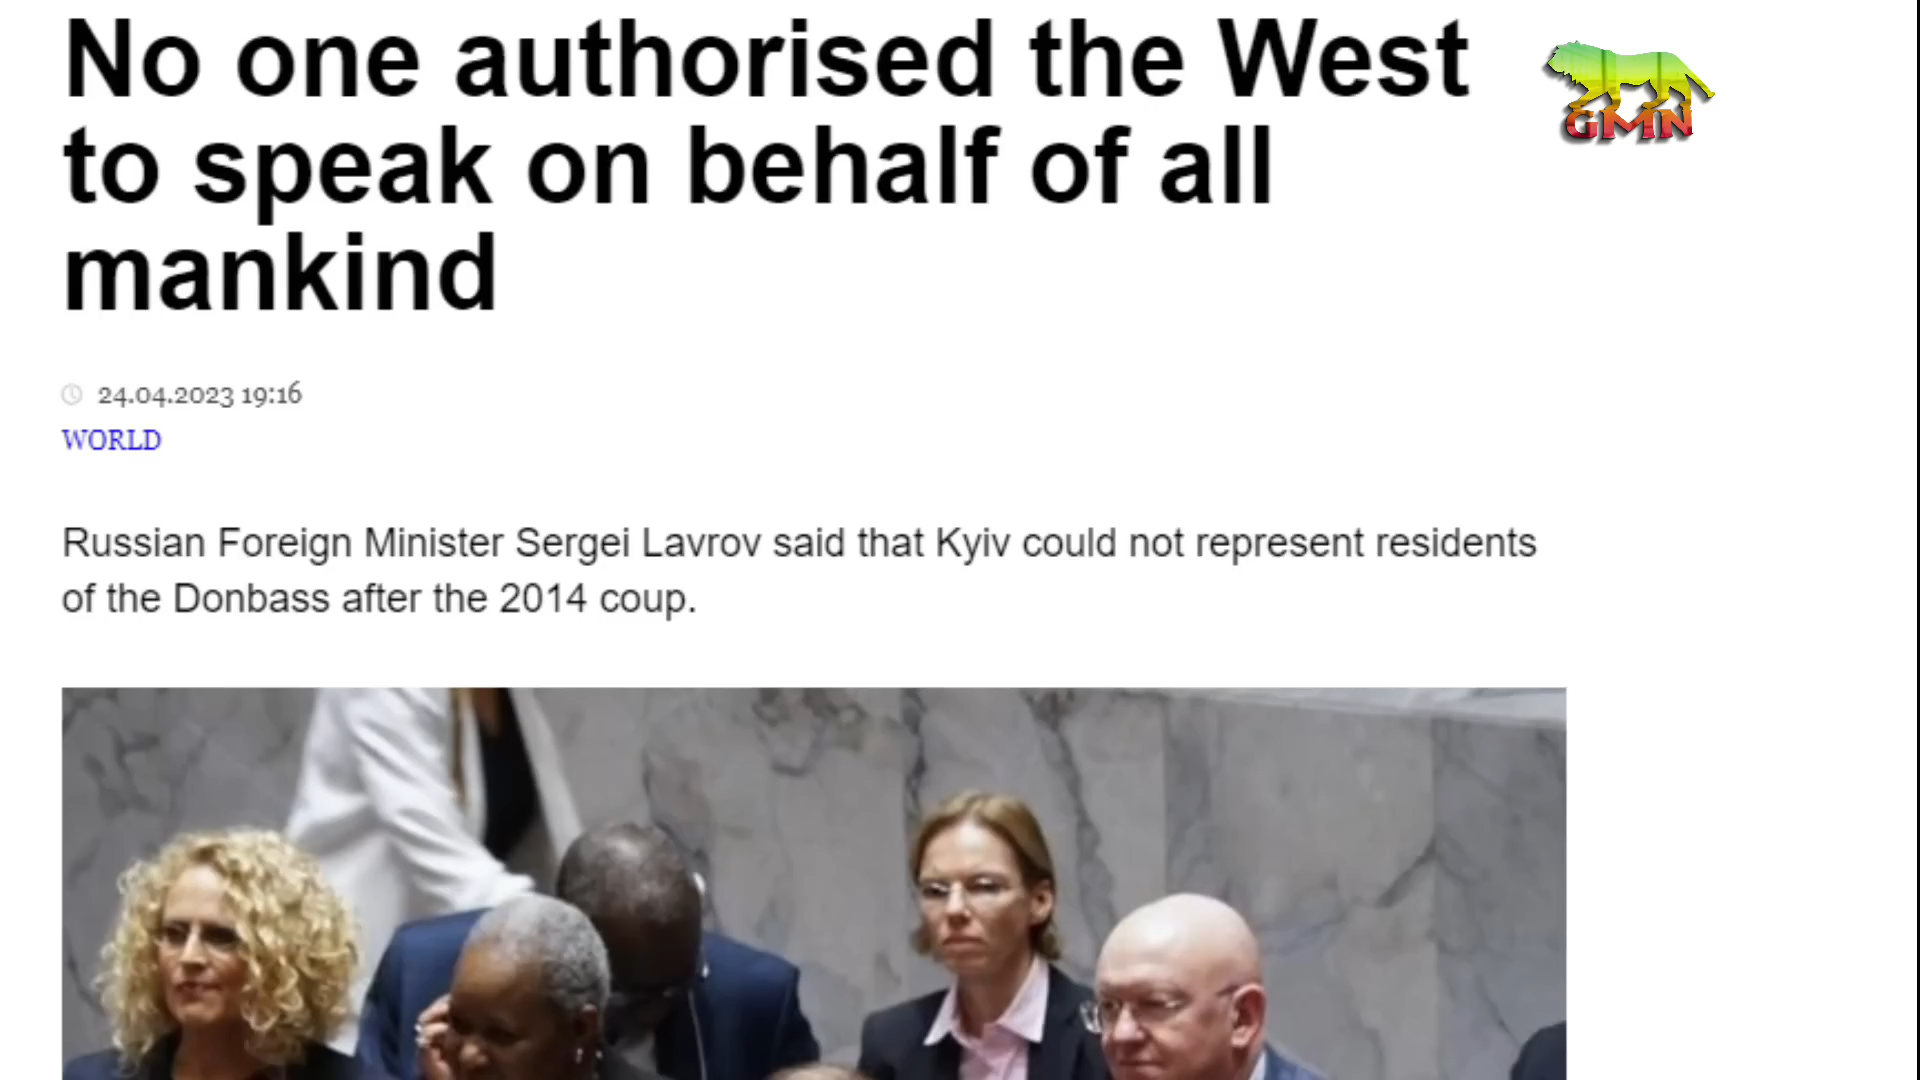 No one authorised the West
to speak on behalf of all
mankind
GMN
24.04.2023 19:16
WORLD
Russian Foreign Minister Sergei Lavrov said that Kyiv could not represent residents
of the Donbass after the 2014 coup.